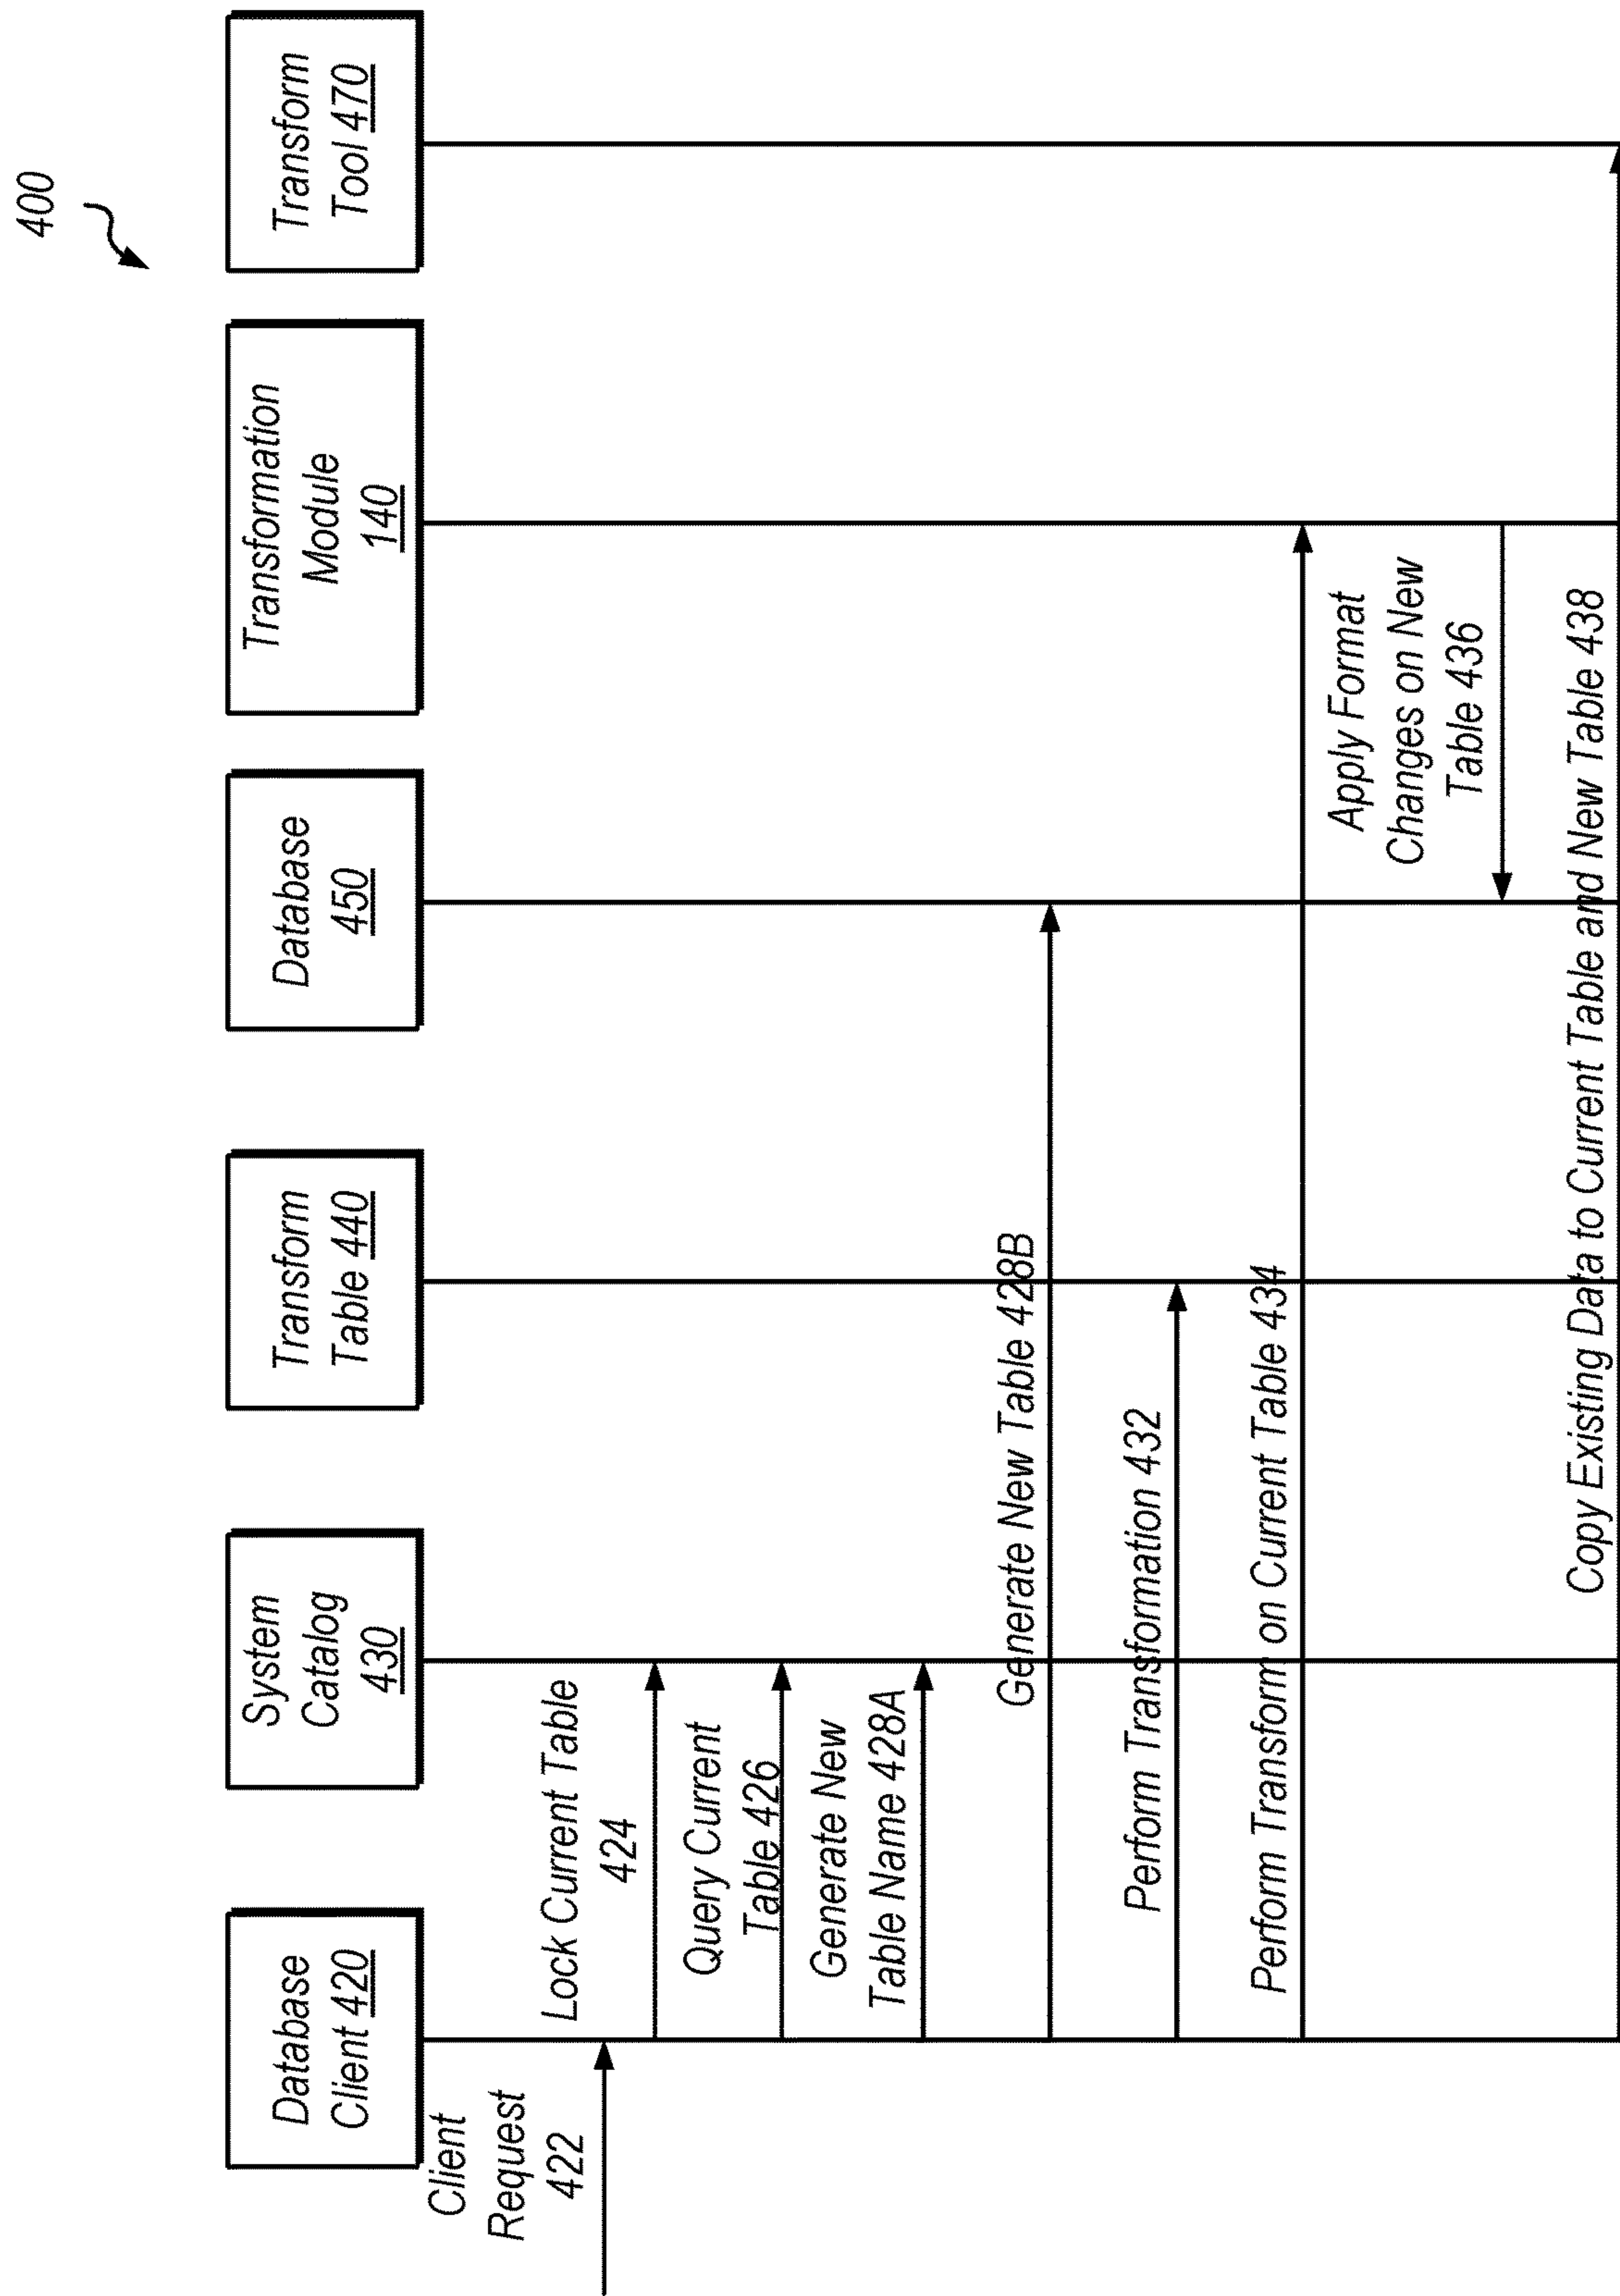 400
Database
Client 420
System
Catalog
430
Transform
Table 440
Database
450
Transformation
Module
140
Transform
Tool 470
Client
Request
422
Lock Current Table
424
Query Current
Table 426
Generate New
Table Name 428A
Generate New Table 428B
Perform Transformation 432
Perform Transform on Current Table 434
Apply Format
Changes on New
Table 436
Copy Existing Data to Current Table and New Table 438